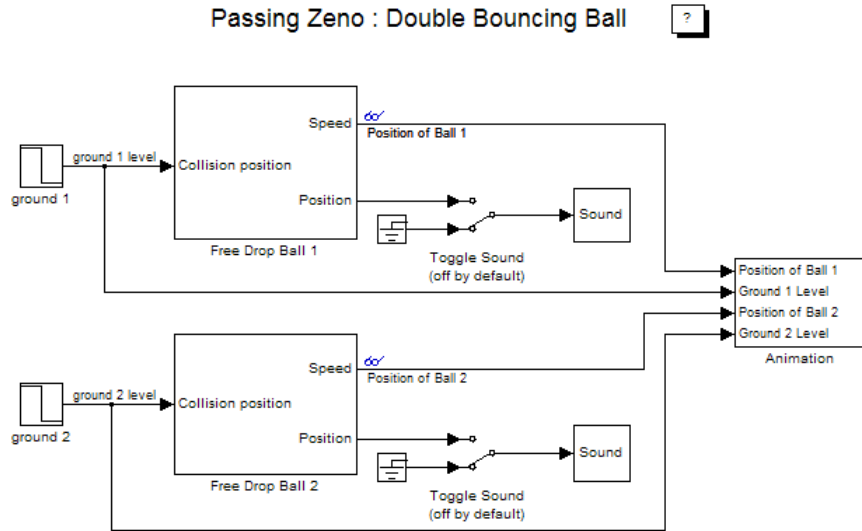 Passing Zeno : Double Bouncing Ball
?
Speed
Position of Ball 1
ground 1 level
Collision position
ground 1
Position
Sound
Free Drop Ball 1
Toggle Sound
(off by default)
Position of Ball 1
Ground 1 Level
Position of Ball 2
Ground 2 Level
Animation
Speed
Position of Ball 2
ground 2 level
Collision position
ground 2
Position
Sound
Free Drop Ball 2
Toggle Sound
(off by default)